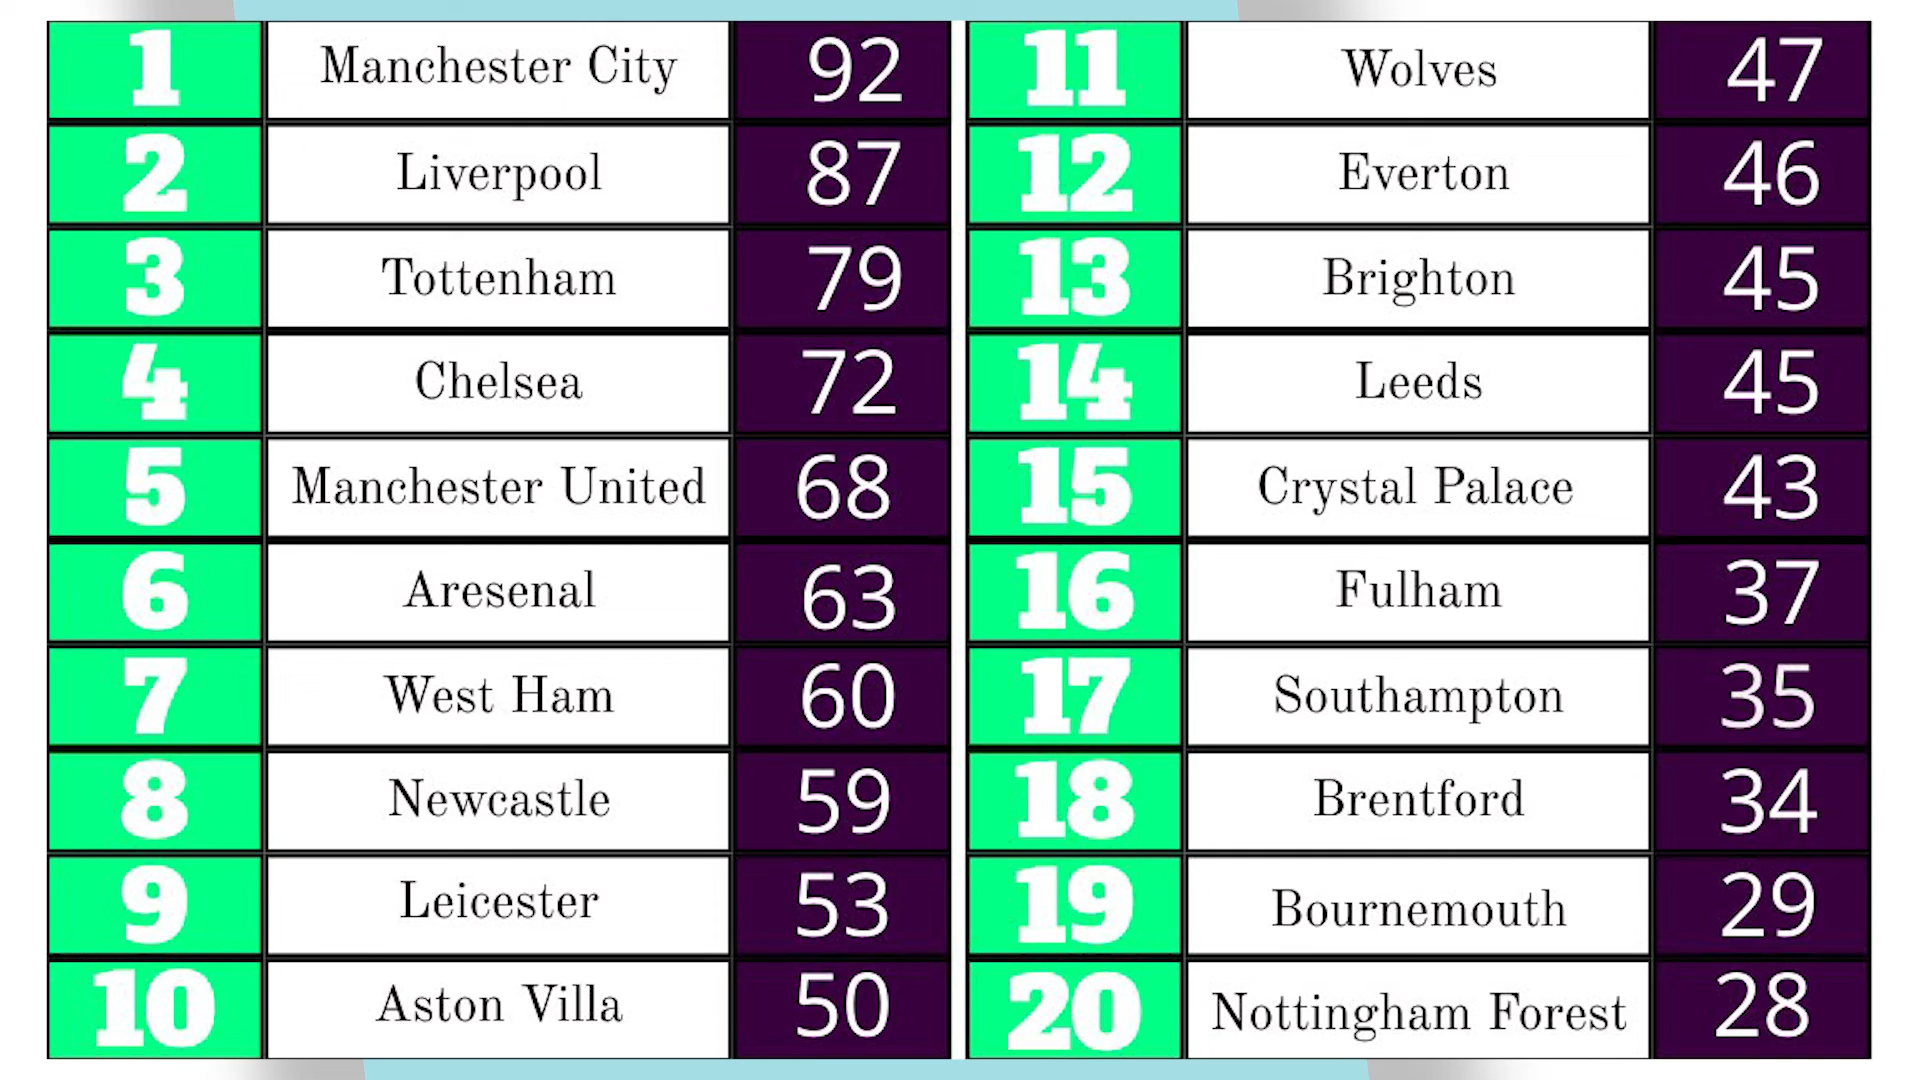 1 Manchester City 92
2 Liverpool 87
3 Tottenham 79
4 Chelsea 72
5 Manchester United 68
6 Aresenal 63
7 West Ham 60
8 Newcastle 59
9 Leicester 53
10 Aston Villa 50
11 Wolves 47
12 Everton 46
13 Brighton 45
14 Leeds 45
15 Crystal Palace 43
16 Fulham 37
17 Southampton 35
18 Brentford 34
19 Bournemouth 29
20 Nottingham Forest 28